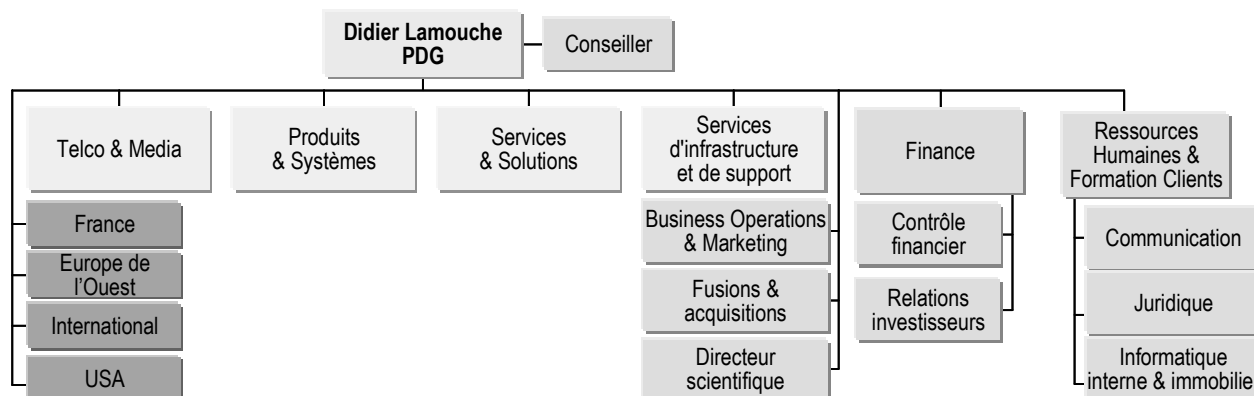 Didier Lamouche
PDG
Conseiller
Telco & Media
Produits
& Systèmes
Services
& Solutions
Services
d'infrastructure
et de support
Finance
Ressources
Humaines &
Formation Clients
France
Europe de
l’Ouest
International
USA
Business Operations
& Marketing
Fusions &
acquisitions
Directeur
scientifique
Contrôle
financier
Relations
investisseurs
Communication
Juridique
Informatique
interne & immobilie